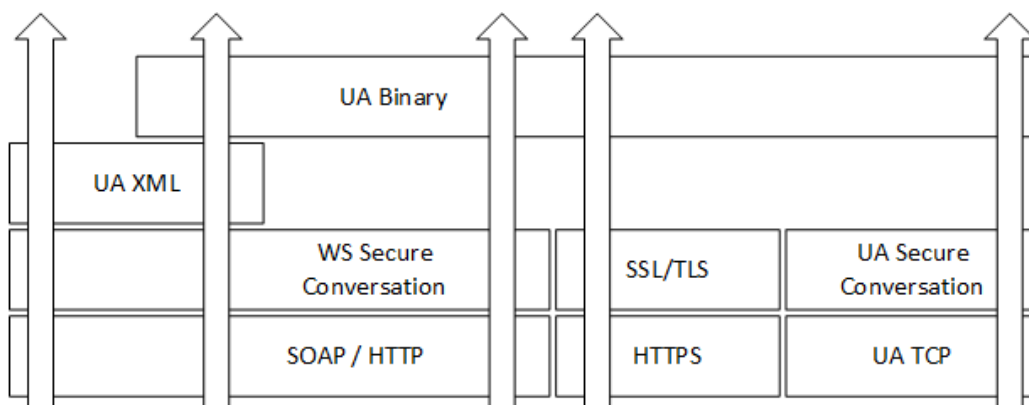 UA Binary
UA XML
WS Secure
Conversation
SSL/TLS
UA Secure
Conversation
SOAP / HTTP
HTTPS
UA TCP